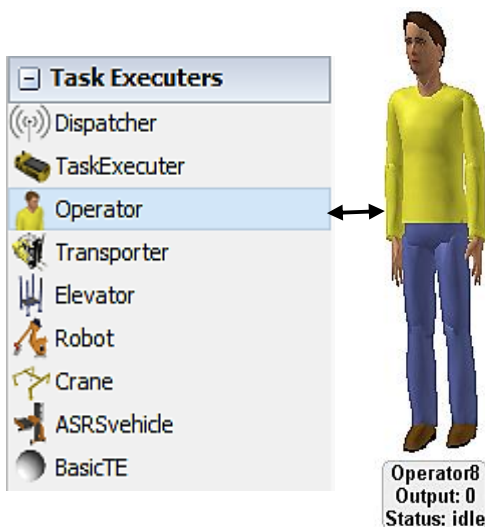 Task Executers
Dispatcher
TaskExecuter
Operator
Transporter
Elevator
Robot
Crane
ASRSvehicle
BasicTE
Operator8
Output: 0
Status: idle